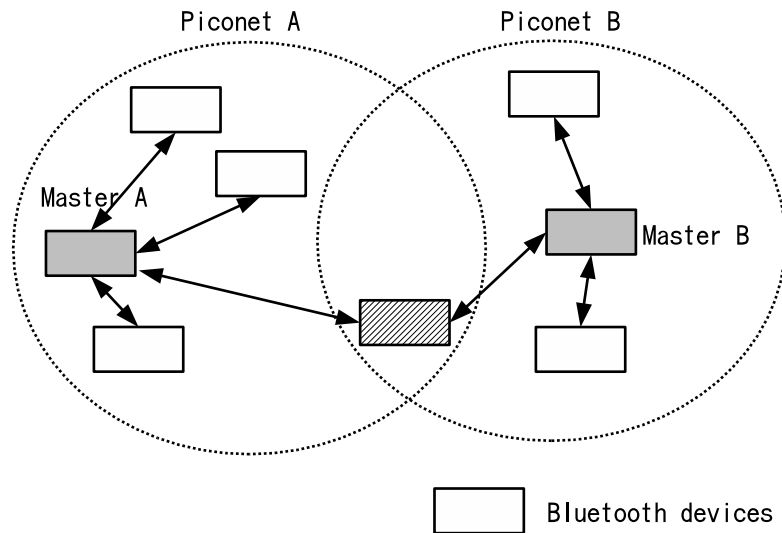 Piconet A
Piconet B
Master A
Master B
Bluetooth devices